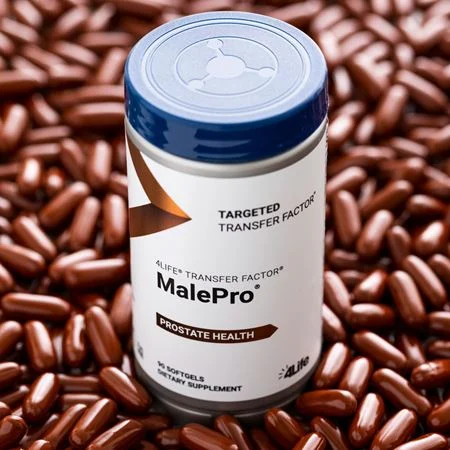 TARGETED
TRANSFER FACTOR®
4LIFE® TRANSFER FACTOR®
MalePro®
PROSTATE HEALTH
90 SOFTGELS
DIETARY SUPPLEMENT
4Life